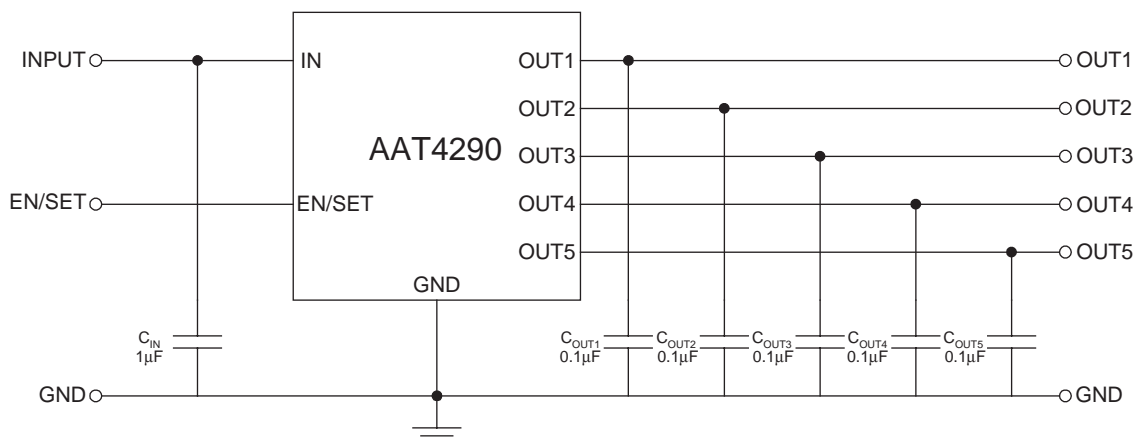 INPUT
IN
OUT1
OUT1
OUT2
OUT2
AAT4290
OUT3
OUT3
EN/SET
EN/SET
OUT4
OUT4
OUT5
OUT5
GND
CIN
1μF
COUT1
0.1μF
COUT2
0.1μF
COUT3
0.1μF
COUT4
0.1μF
COUT5
0.1μF
GND
GND